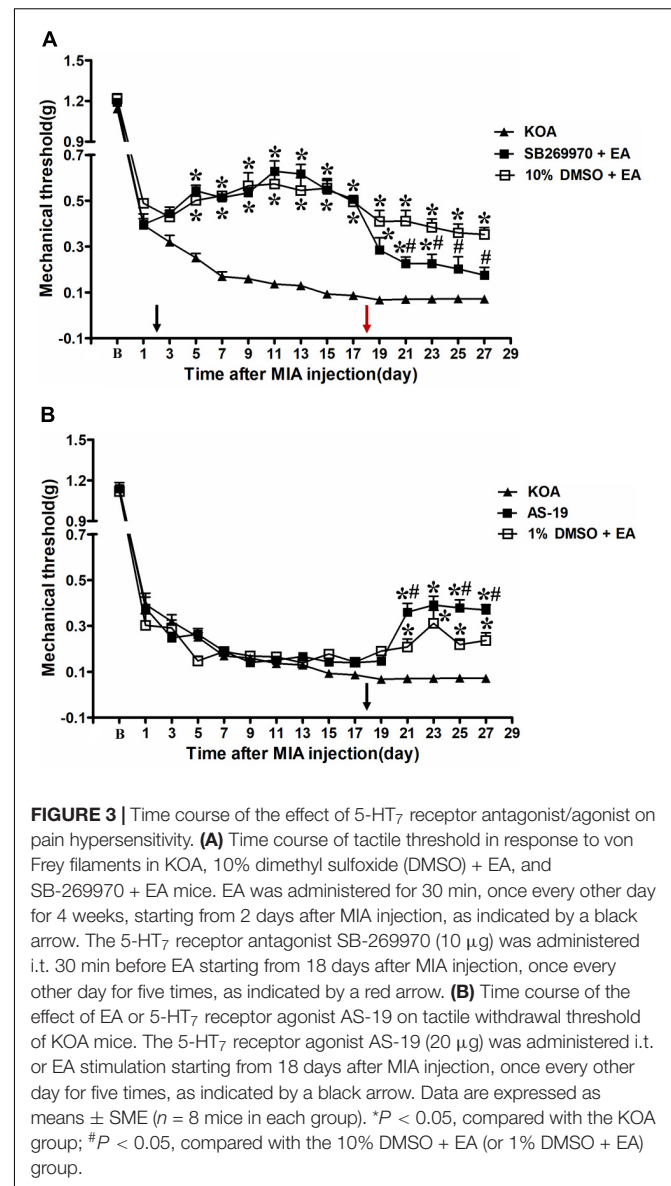 A
1.5
1.2
0.9
0.7
0.5
0.3
0.1
-0.1
Mechanical threshold(g)
KOA
SB269970 + EA
10% DMSO + EA
* * * * * * * * * * * * * * * * * * * *# *# # #
B 1 3 5 7 9 11 13 15 17 19 21 23 25 27 29
Time after MIA injection(day)
B
1.5
1.2
0.9
0.7
0.5
0.3
0.1
-0.1
Mechanical threshold(g)
KOA
AS-19
1% DMSO + EA
*# * *# *#
* * * *
B 1 3 5 7 9 11 13 15 17 19 21 23 25 27 29
Time after MIA injection(day)
FIGURE 3 | Time course of the effect of 5-HT₇ receptor antagonist/agonist on
pain hypersensitivity. (A) Time course of tactile threshold in response to von
Frey filaments in KOA, 10% dimethyl sulfoxide (DMSO) + EA, and
SB-269970 + EA mice. EA was administered for 30 min, once every other day
for 4 weeks, starting from 2 days after MIA injection, as indicated by a black
arrow. The 5-HT₇ receptor antagonist SB-269970 (10 μg) was administered
i.t. 30 min before EA starting from 18 days after MIA injection, once every
other day for five times, as indicated by a red arrow. (B) Time course of the
effect of EA or 5-HT₇ receptor agonist AS-19 on tactile withdrawal threshold
of KOA mice. The 5-HT₇ receptor agonist AS-19 (20 μg) was administered i.t.
or EA stimulation starting from 18 days after MIA injection, once every other
day for five times, as indicated by a black arrow. Data are expressed as
means ± SME (n = 8 mice in each group). *P < 0.05, compared with the KOA
group; #P < 0.05, compared with the 10% DMSO + EA (or 1% DMSO + EA)
group.